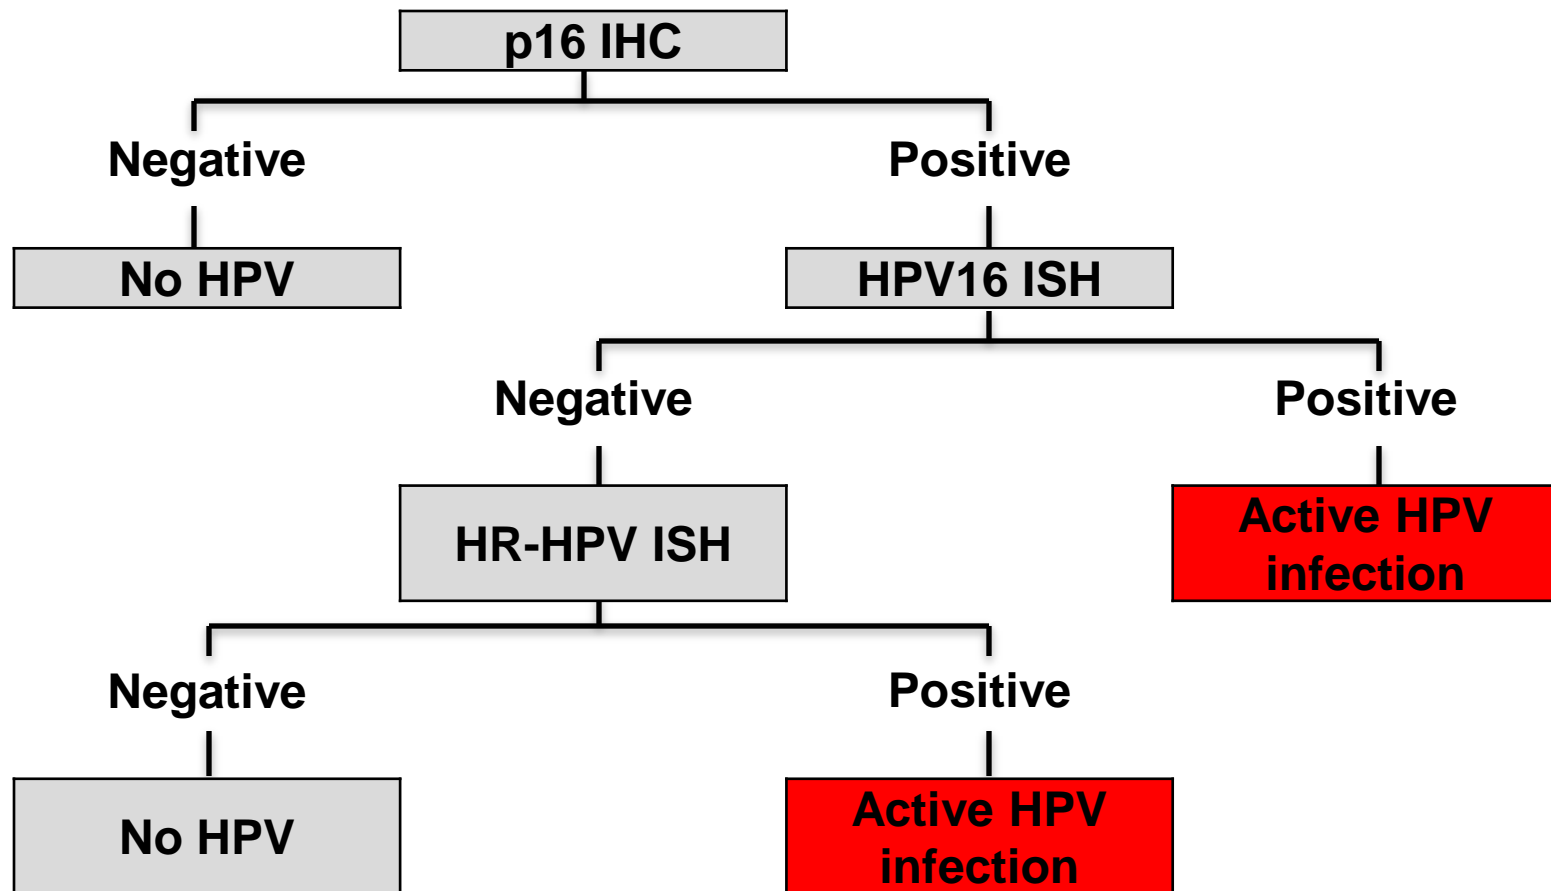 p16 IHC
Negative
Positive
No HPV
HPV16 ISH
Negative
Positive
HR-HPV ISH
Active HPV
infection
Negative
Positive
No HPV
Active HPV
infection